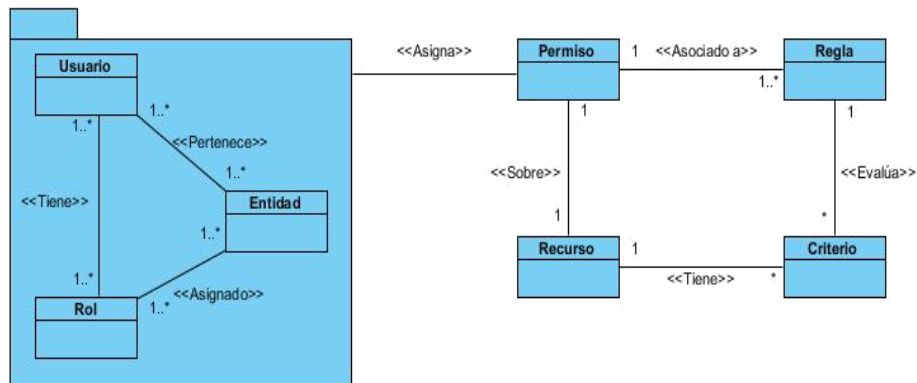 Usuario
1..*
1..*
<<Pertenece>>
1..*
<<Tiene>>
Entidad
1..*
1..*
<<Asignado>>
1..*
Rol
<<Asigna>>
Permiso
1
<<Asociado a>>
1..*
Regla
1
1
<<Sobre>>
<<Evalúa>>
1
*
Recurso
1
<<Tiene>>
*
Criterio